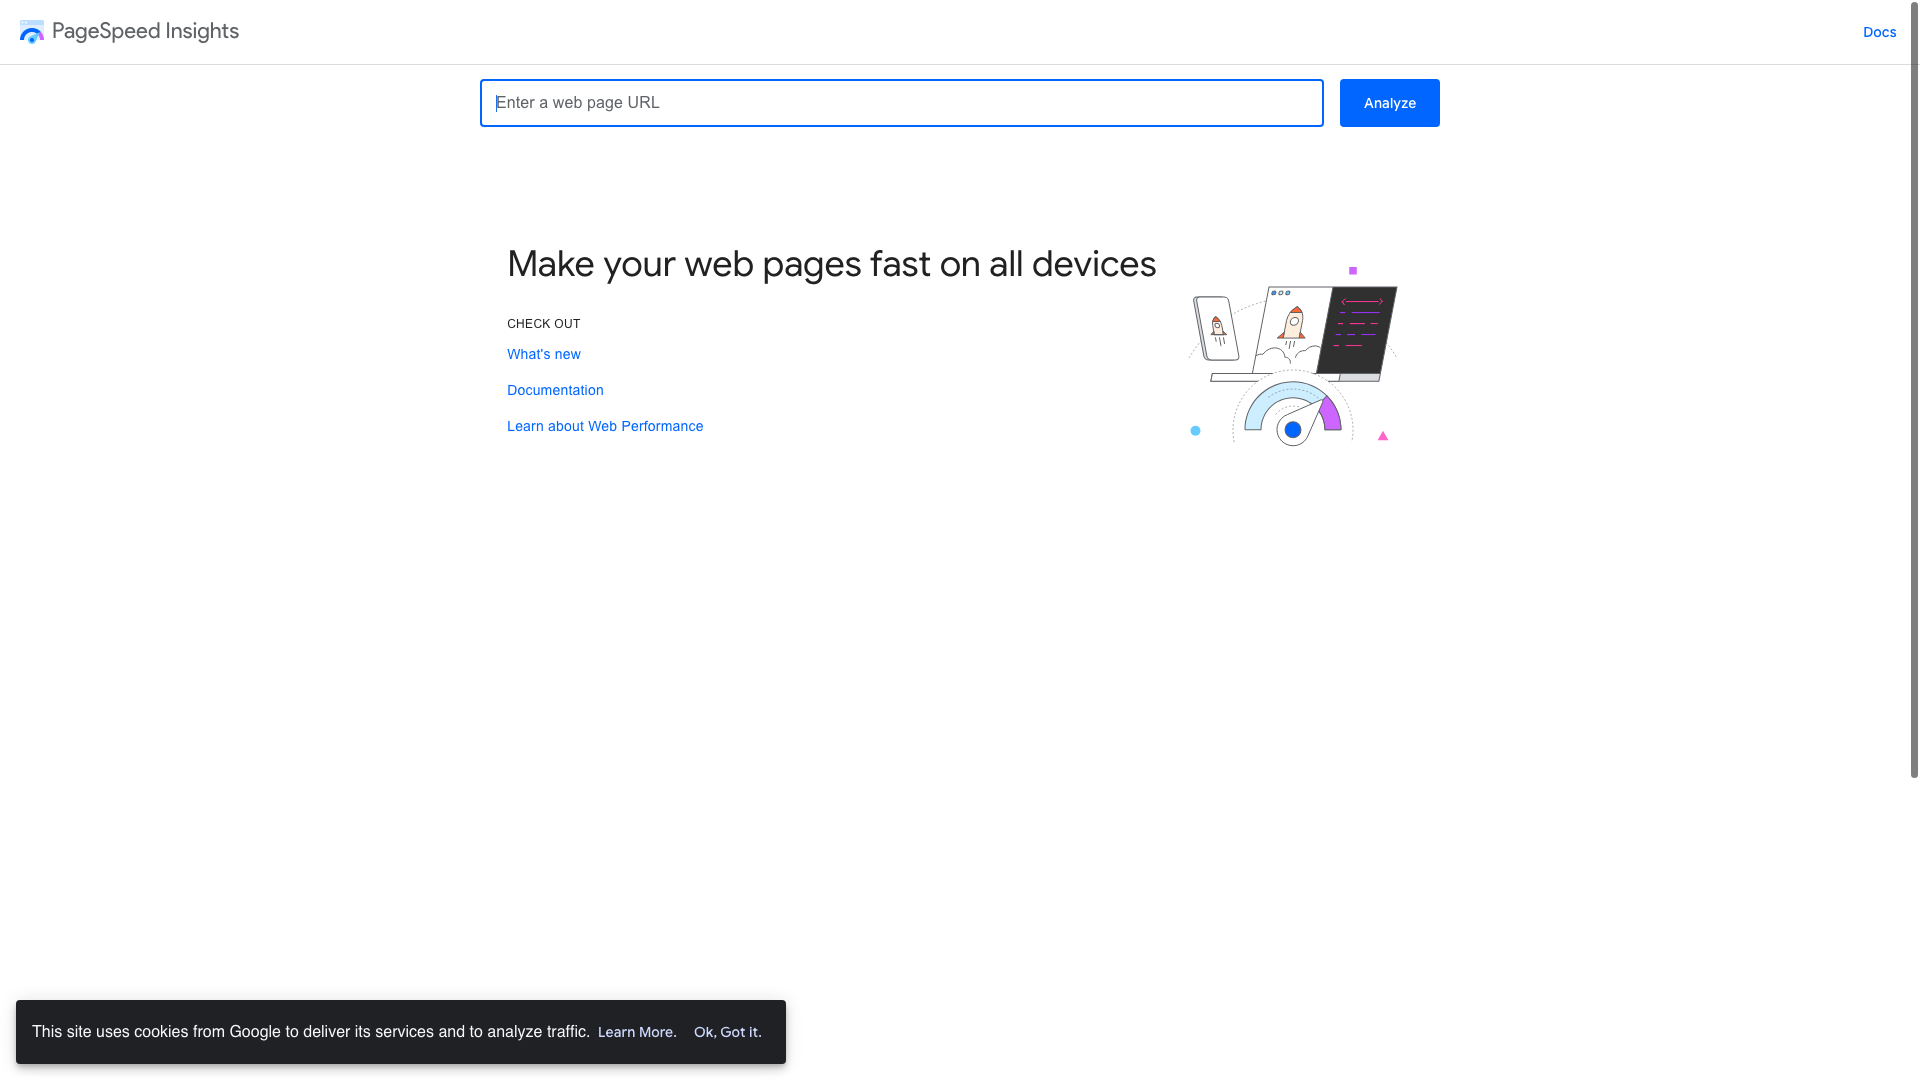 PageSpeed Insights
Docs
Enter a web page URL
Analyze
Make your web pages fast on all devices
CHECK OUT
What's new
Documentation
Learn about Web Performance
This site uses cookies from Google to deliver its services and to analyze traffic. Learn More. Ok, Got it.